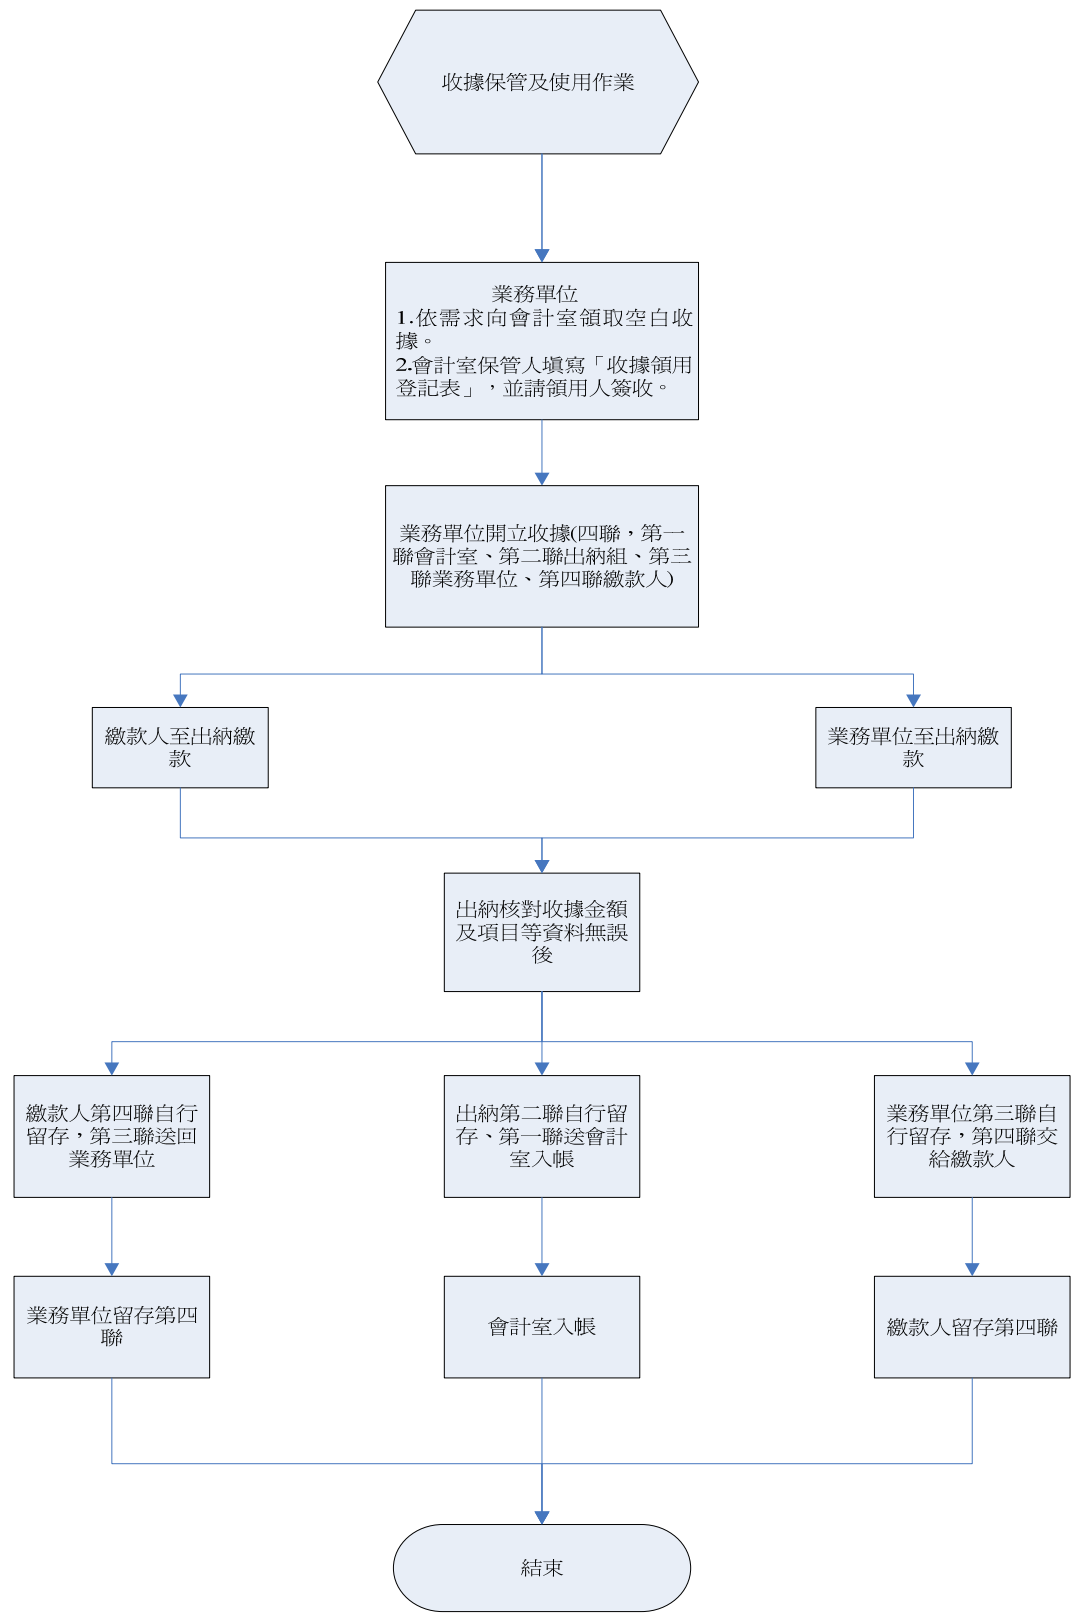 收據保管及使用作業
業務單位
1.依需求向會計室領取空白收
據。
2.會計室保管人填寫「收據領用
登記表」，並請領用人簽收。
業務單位開立收據(四聯，第一
聯會計室、第二聯出納組、第三
聯業務單位、第四聯繳款人)
繳款人至出納繳
款
業務單位至出納繳
款
出納核對收據金額
及項目等資料無誤
後
繳款人第四聯自行
留存，第三聯送回
業務單位
出納第二聯自行留
存、第一聯送會計
室入帳
業務單位第三聯自
行留存，第四聯交
給繳款人
業務單位留存第四
聯
會計室入帳
繳款人留存第四聯
結束